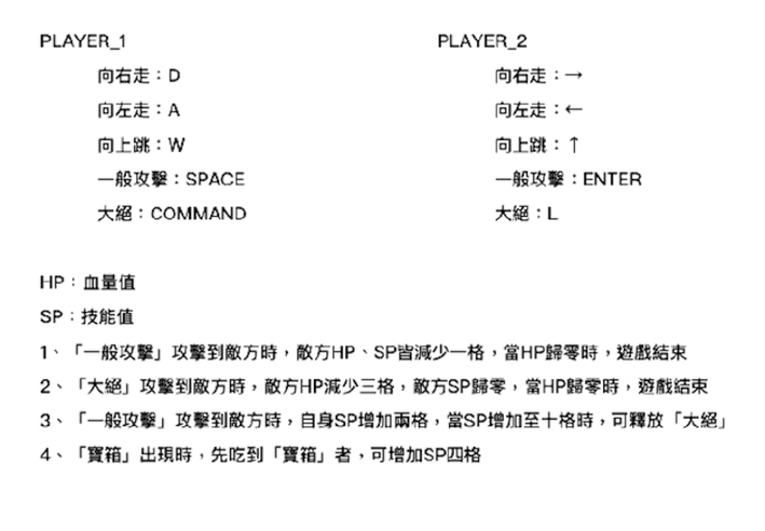 PLAYER_1
向右走：D
向左走：A
向上跳：W
一般攻擊：SPACE
大絕：COMMAND
PLAYER_2
向右走：→
向左走：←
向上跳：↑
一般攻擊：ENTER
大絕：L
HP：血量值
SP：技能值
1、「一般攻擊」攻擊到敵方時，敵方HP、SP皆減少一格，當HP歸零時，遊戲結束
2、「大絕」攻擊到敵方時，敵方HP減少三格，敵方SP歸零，當HP歸零時，遊戲結束
3、「一般攻擊」攻擊到敵方時，自身SP增加兩格，當SP增加至十格時，可釋放「大絕」
4、「寶箱」出現時，先吃到「寶箱」者，可增加SP四格